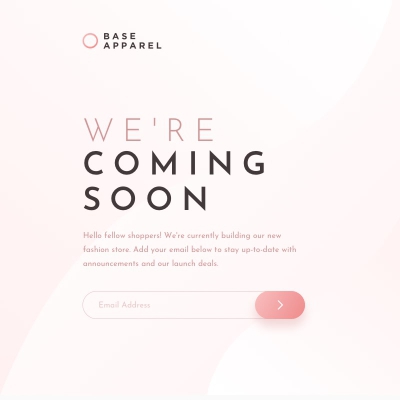 BASE
APPAREL
WE'RE
COMING
SOON
Hello fellow shoppers! We're currently building our new
fashion store. Add your email below to stay up-to-date with
announcements and our launch deals.
Email Address